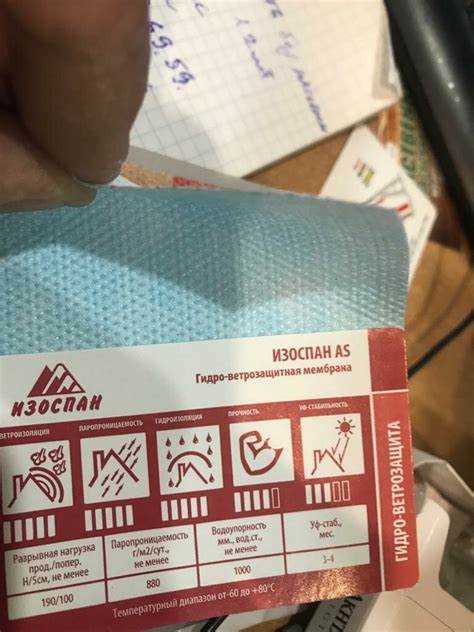 49.59.
ИЗОСПАН AS
Гидро-ветрозащитная мембрана
ИЗОСПАН
ВЕТРОИЗОЛЯЦИЯ ПАРОПРОНИЦАЕМОСТЬ ГИДРОИЗОЛЯЦИЯ ПРОЧНОСТЬ УФ-СТАБИЛЬНОСТЬ
ГИДРО-ВЕТРОЗАЩИТА
Разрывная нагрузка
прод./попер.
Н/5см, не менее
190/100
Паропроницаемость
г/м2/сут.,
не менее
880
Водоупорность
мм., вод.ст.,
не менее
1000
Уф-стаб.,
мес.
3-4
Температурный диапазон от-60 до +80°С